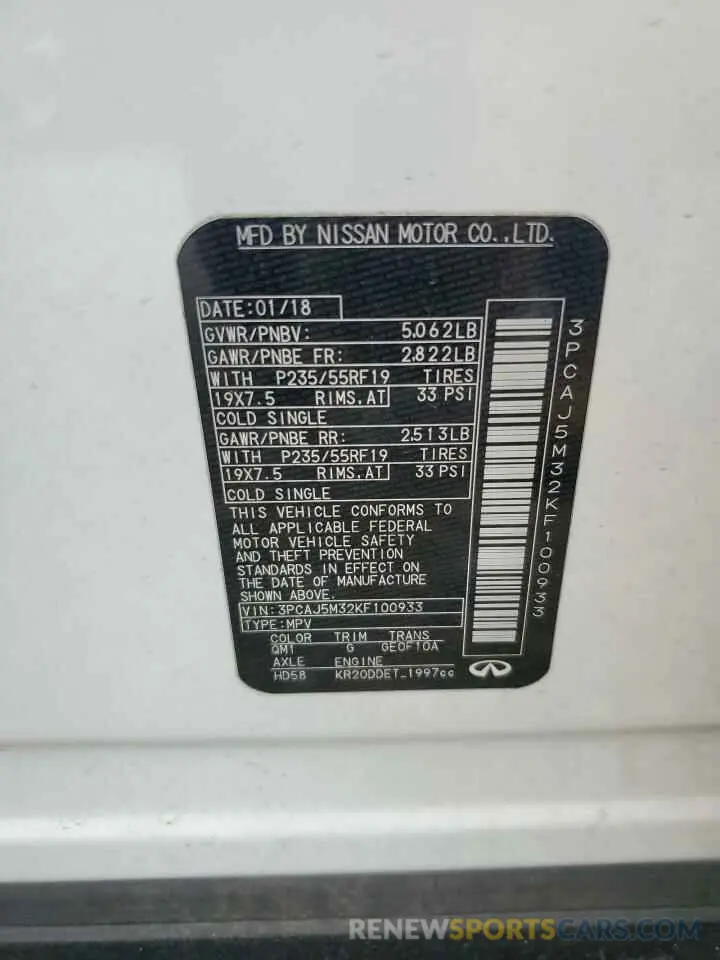 MFD BY NISSAN MOTOR CO.,LTD.
DATE:01/18
GVWR/PNBV: 5.062LB
GAWR/PNBE FR: 2.822LB
WITH P235/55RF19 TIRES
19X7.5 RIMS.AT 33 PSI
COLD SINGLE
GAWR/PNBE RR: 2.513LB
WITH P235/55RF19 TIRES
19X7.5 RIMS.AT 33 PSI
COLD SINGLE
THIS VEHICLE CONFORMS TO
ALL APPLICABLE FEDERAL
MOTOR VEHICLE SAFETY
AND THEFT PREVENTION
STANDARDS IN EFFECT ON
THE DATE OF MANUFACTURE
SHOWN ABOVE.
VIN:3PCAJ5M32KF100933
TYPE:MPV
COLOR TRIM TRANS
QM1 G GEOF10A
AXLE ENGINE
HD58 KR20DDET-1997cc
3PCAJ5M32KF100933
RENEWSPORTSCARS.COM